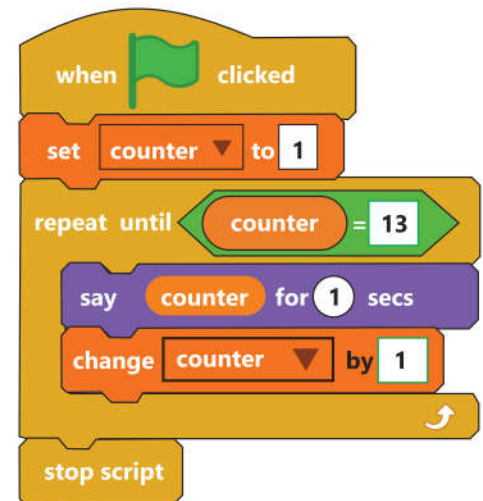 when clicked
set counter to 1
repeat until counter = 13
say counter for 1 secs
change counter by 1
stop script